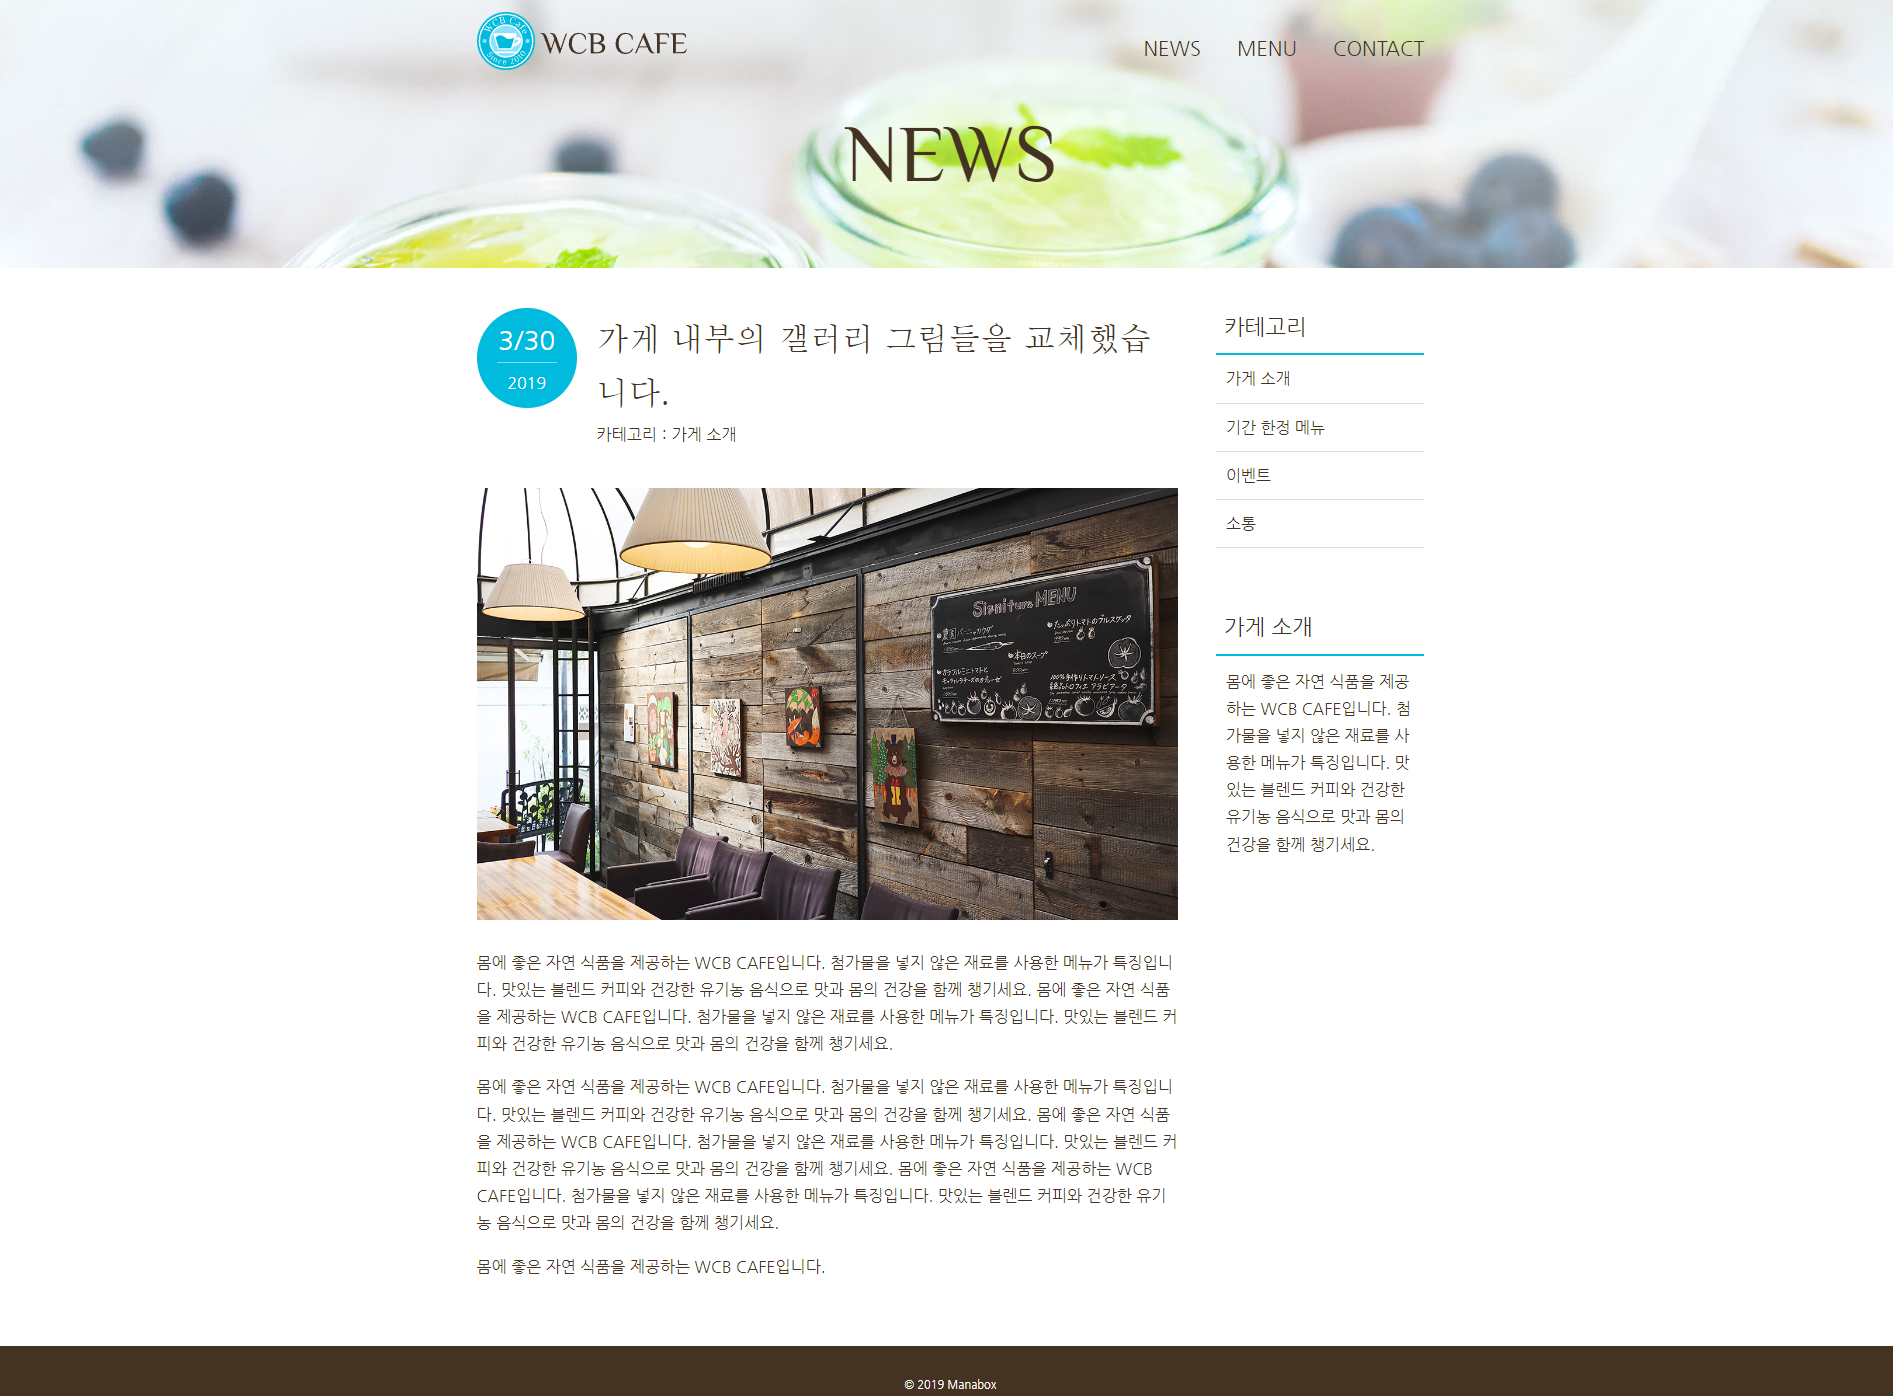 WCB Cafe
Since 2010
WCB CAFE
NEWS
MENU
CONTACT
NEWS
3/30
2019
가게 내부의 갤러리 그림들을 교체했습
니다.
카테고리 : 가게 소개
Signiture MENU
たっぷりトマトのブルスケッタ
本日のスープ
몸에 좋은 자연 식품을 제공하는 WCB CAFE입니다. 첨가물을 넣지 않은 재료를 사용한 메뉴가 특징입니
다. 맛있는 블렌드 커피와 건강한 유기농 음식으로 맛과 몸의 건강을 함께 챙기세요. 몸에 좋은 자연 식품
을 제공하는 WCB CAFE입니다. 첨가물을 넣지 않은 재료를 사용한 메뉴가 특징입니다. 맛있는 블렌드 커
피와 건강한 유기농 음식으로 맛과 몸의 건강을 함께 챙기세요.
몸에 좋은 자연 식품을 제공하는 WCB CAFE입니다. 첨가물을 넣지 않은 재료를 사용한 메뉴가 특징입니
다. 맛있는 블렌드 커피와 건강한 유기농 음식으로 맛과 몸의 건강을 함께 챙기세요. 몸에 좋은 자연 식품
을 제공하는 WCB CAFE입니다. 첨가물을 넣지 않은 재료를 사용한 메뉴가 특징입니다. 맛있는 블렌드 커
피와 건강한 유기농 음식으로 맛과 몸의 건강을 함께 챙기세요. 몸에 좋은 자연 식품을 제공하는 WCB
CAFE입니다. 첨가물을 넣지 않은 재료를 사용한 메뉴가 특징입니다. 맛있는 블렌드 커피와 건강한 유기
농 음식으로 맛과 몸의 건강을 함께 챙기세요.
몸에 좋은 자연 식품을 제공하는 WCB CAFE입니다.
카테고리
가게 소개
기간 한정 메뉴
이벤트
소통
가게 소개
몸에 좋은 자연 식품을 제공
하는 WCB CAFE입니다. 첨
가물을 넣지 않은 재료를 사
용한 메뉴가 특징입니다. 맛
있는 블렌드 커피와 건강한
유기농 음식으로 맛과 몸의
건강을 함께 챙기세요.
© 2019 Manabox